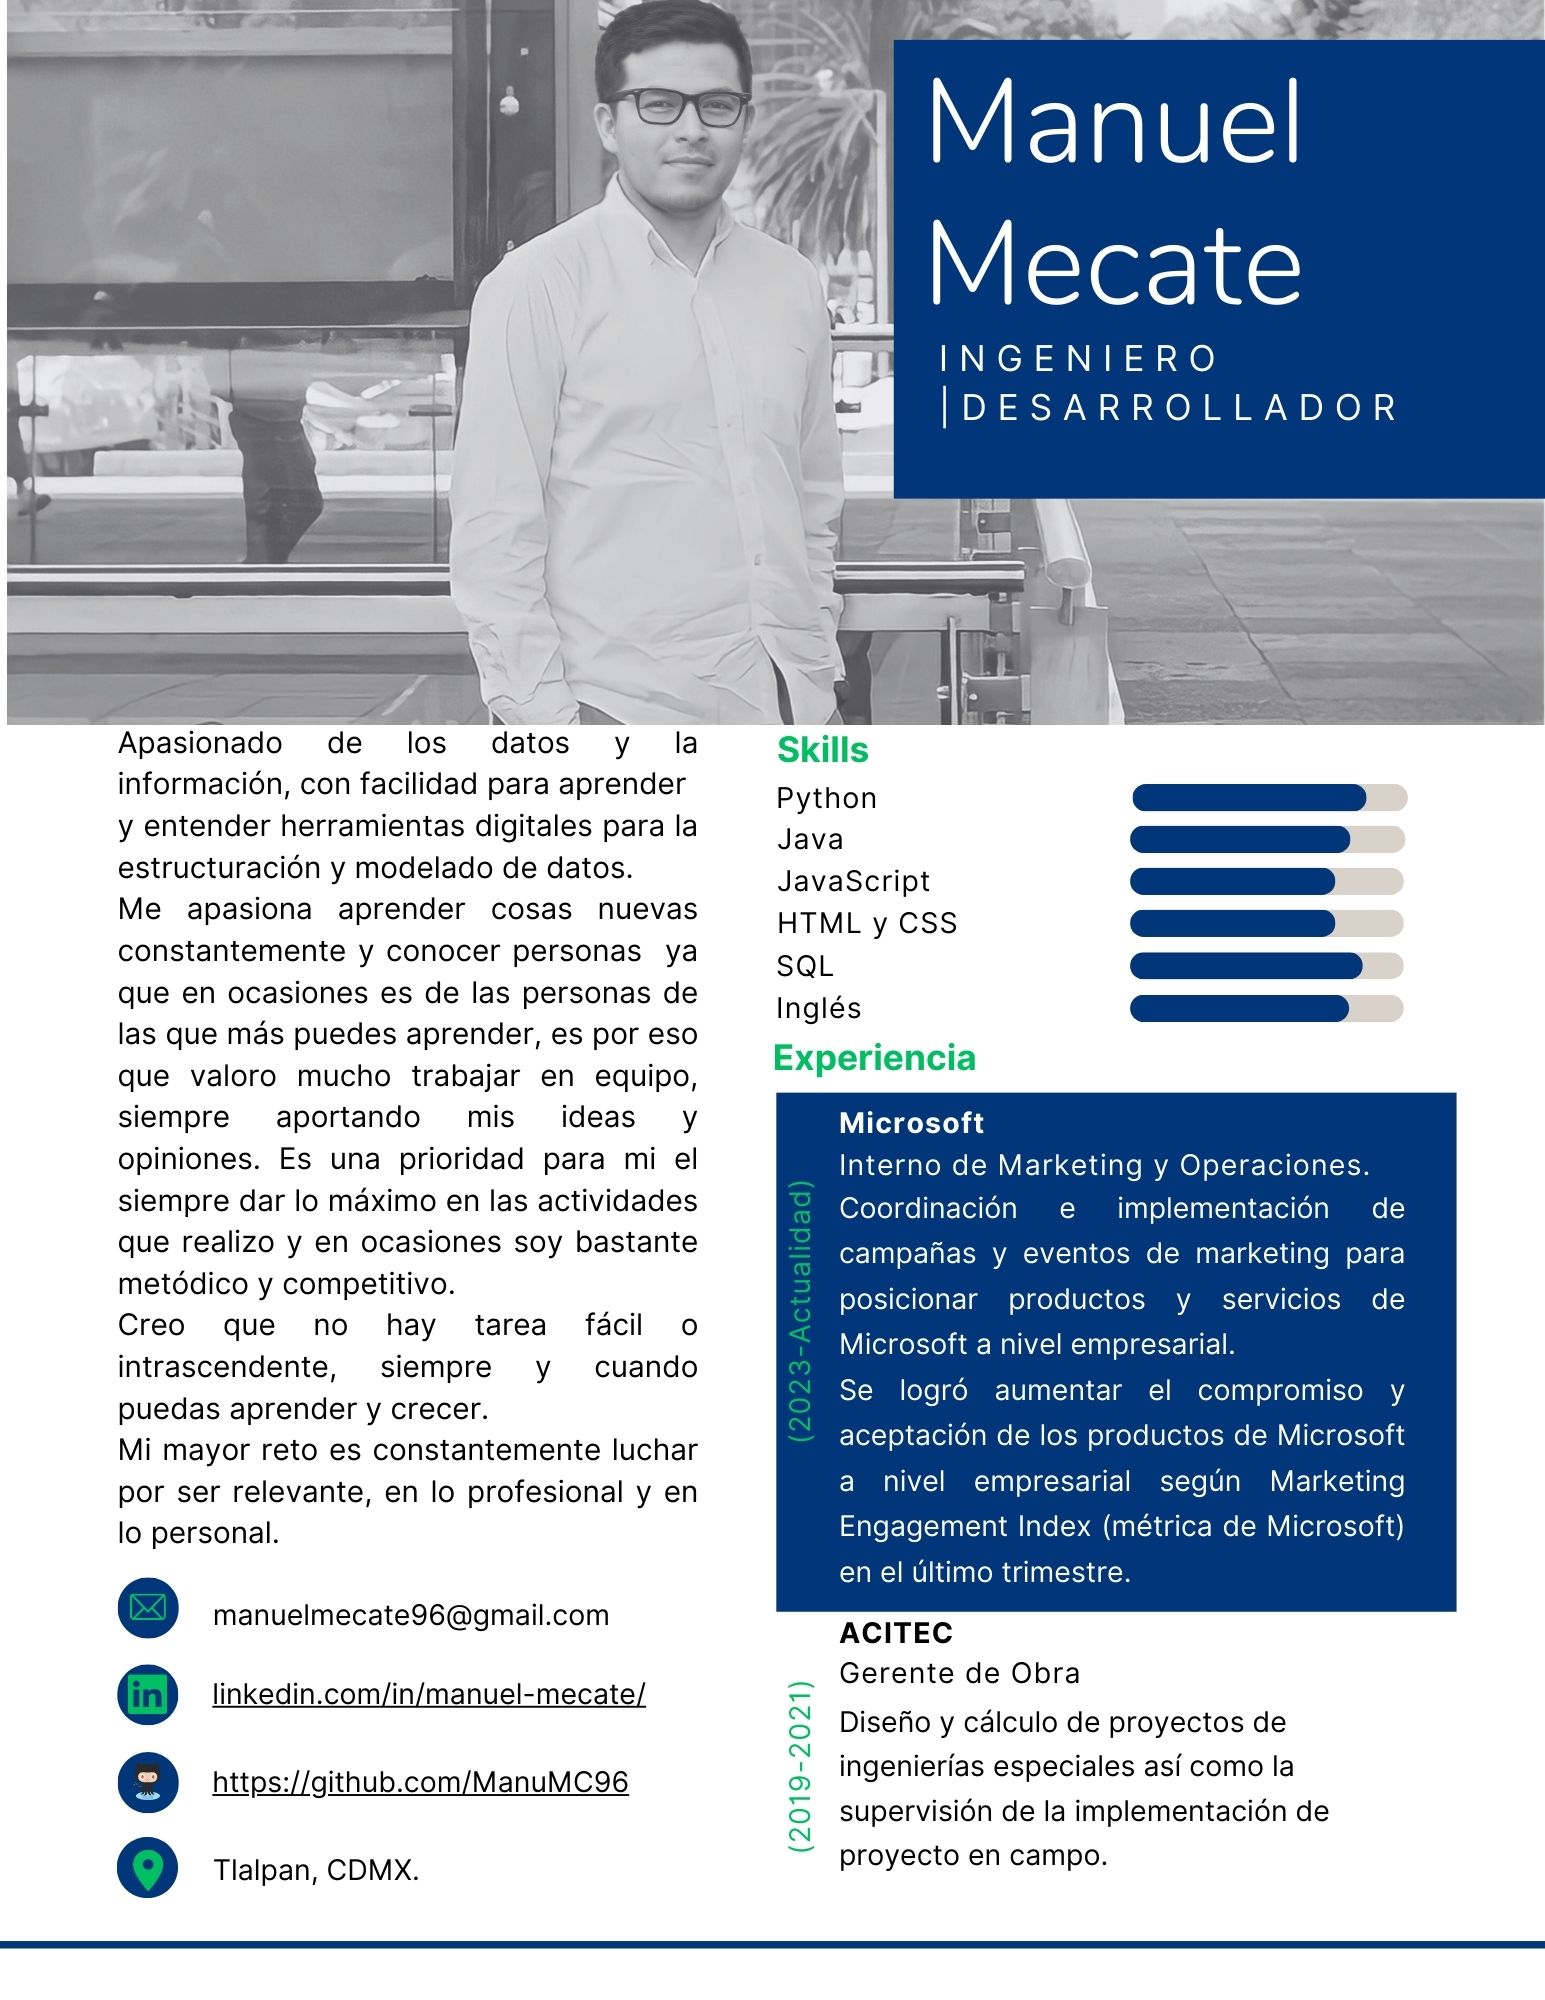 Manuel
Mecate
INGENIERO
|DESARROLLADOR
Apasionado de los datos y la
información, con facilidad para aprender
y entender herramientas digitales para la
estructuración y modelado de datos.
Me apasiona aprender cosas nuevas
constantemente y conocer personas ya
que en ocasiones es de las personas de
las que más puedes aprender, es por eso
que valoro mucho trabajar en equipo,
siempre aportando mis ideas y
opiniones. Es una prioridad para mi el
siempre dar lo máximo en las actividades
que realizo y en ocasiones soy bastante
metódico y competitivo.
Creo que no hay tarea fácil o
intrascendente, siempre y cuando
puedas aprender y crecer.
Mi mayor reto es constantemente luchar
por ser relevante, en lo profesional y en
lo personal.
manuelmecate96@gmail.com
in
linkedin.com/in/manuel-mecate/
https://github.com/ManuMC96
Tlalpan, CDMX.
Skills
Python
Java
JavaScript
HTML y CSS
SQL
Inglés
Experiencia
(2023-Actualidad)
Microsoft
Interno de Marketing y Operaciones.
Coordinación e implementación de
campañas y eventos de marketing para
posicionar productos y servicios de
Microsoft a nivel empresarial.
Se logró aumentar el compromiso y
aceptación de los productos de Microsoft
a nivel empresarial según Marketing
Engagement Index (métrica de Microsoft)
en el último trimestre.
(2019-2021)
ACITEC
Gerente de Obra
Diseño y cálculo de proyectos de
ingenierías especiales así como la
supervisión de la implementación de
proyecto en campo.